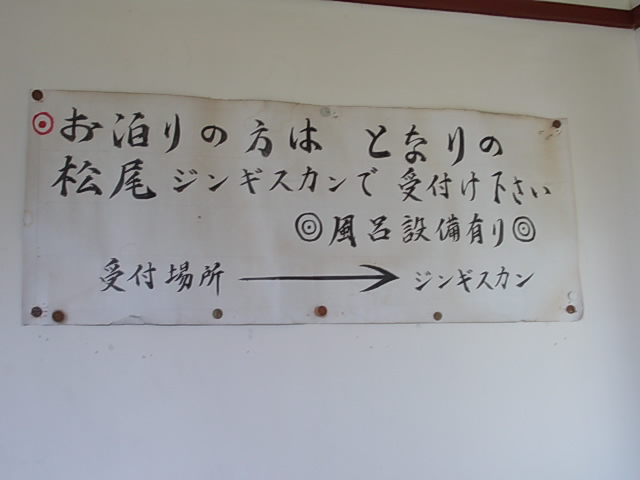 ◉お泊りの方は となりの
松尾ジンギスカンで 受付け下さい
◎風呂設備有り◎
受付場所 → ジンギスカン